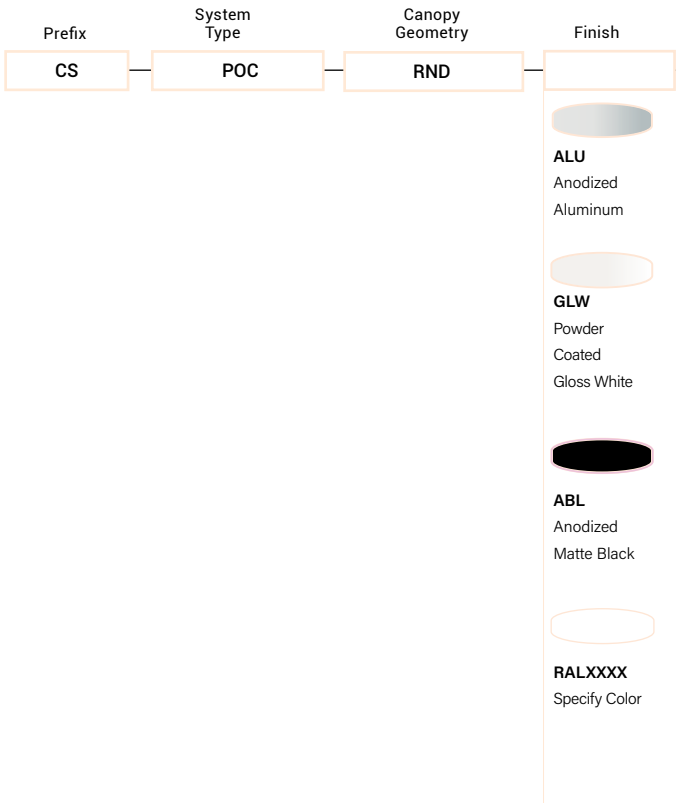 Prefix
System
Type
Canopy
Geometry
Finish
CS
POC
RND
ALU
Anodized
Aluminum
GLW
Powder
Coated
Gloss White
ABL
Anodized
Matte Black
RALXXXX
Specify Color